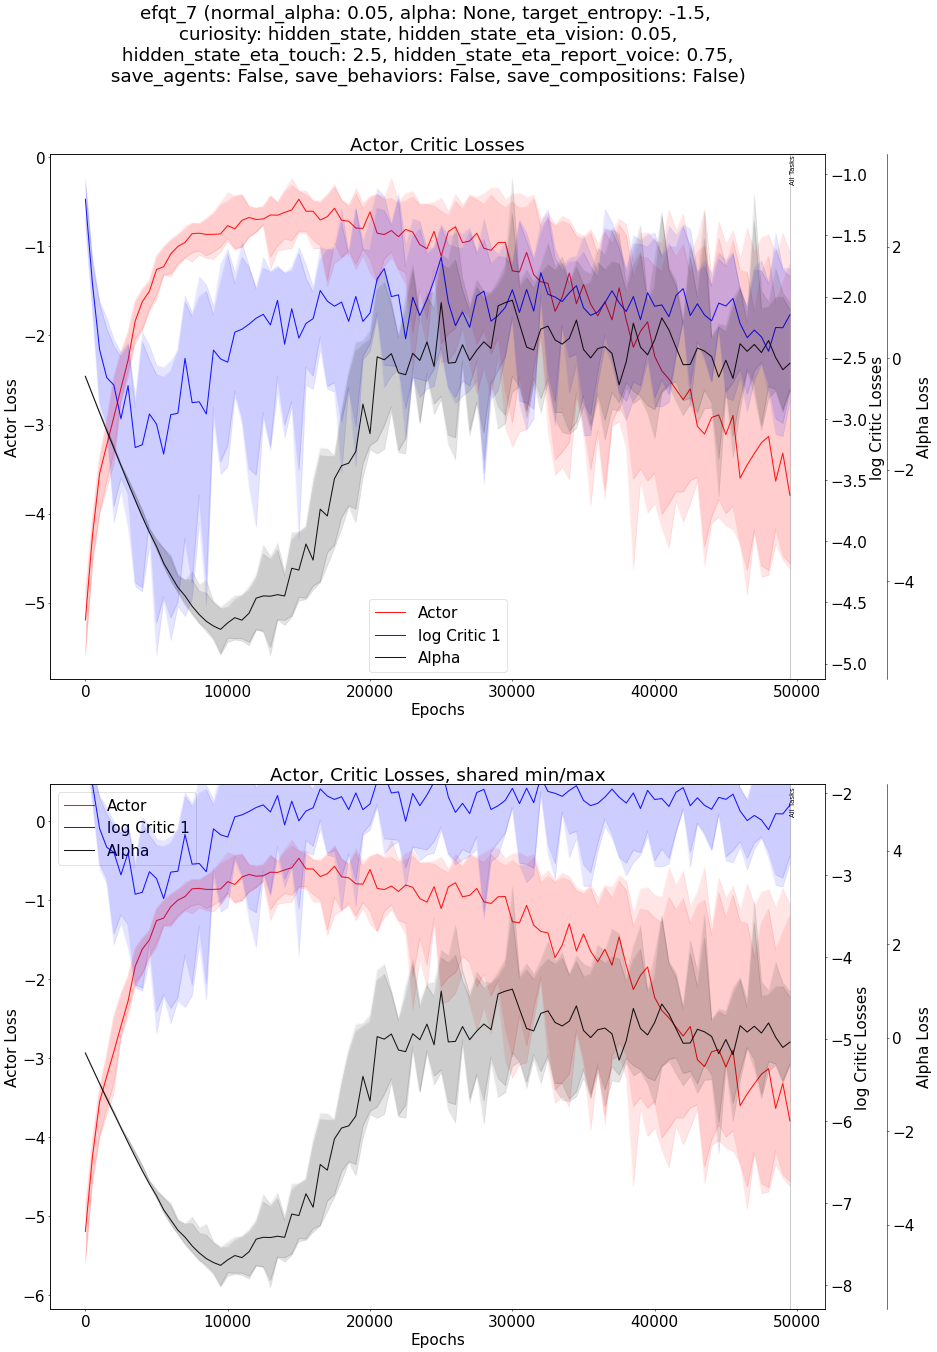 efqt_7 (normal_alpha: 0.05, alpha: None, target_entropy: -1.5,
curiosity: hidden_state, hidden_state_eta_vision: 0.05,
hidden_state_eta_touch: 2.5, hidden_state_eta_report_voice: 0.75,
save_agents: False, save_behaviors: False, save_compositions: False)
Actor, Critic Losses
0
−1
−2
−3
−4
−5
Actor Loss
0
10000
20000
30000
40000
50000
Epochs
Actor
log Critic 1
Alpha
All Tasks
−1.0
−1.5
−2.0
−2.5
−3.0
−3.5
−4.0
−4.5
−5.0
log Critic Losses
2
0
−2
−4
Alpha Loss
Actor, Critic Losses, shared min/max
Actor
log Critic 1
Alpha
0
−1
−2
−3
−4
−5
−6
Actor Loss
0
10000
20000
30000
40000
50000
Epochs
All Tasks
−2
−3
−4
−5
−6
−7
−8
log Critic Losses
4
2
0
−2
−4
Alpha Loss